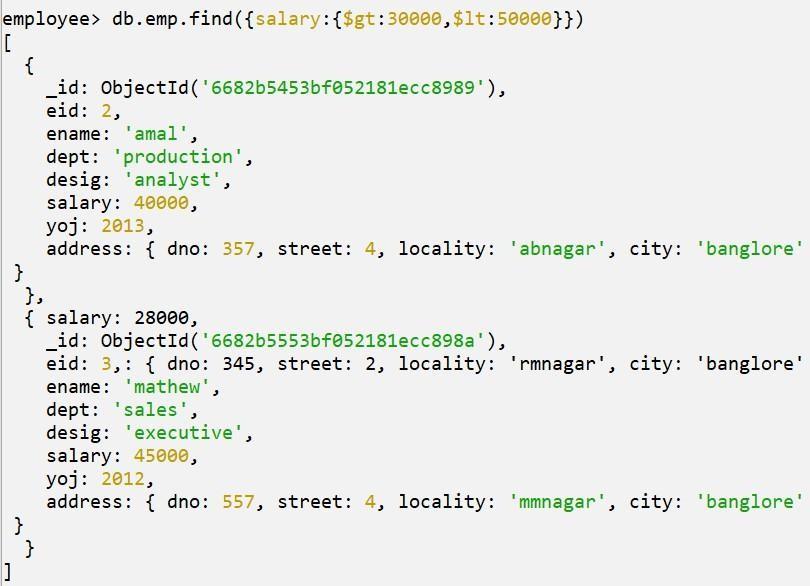 employee> db.emp.find({salary:{$gt:30000,$lt:50000}})
[
  {
    _id: ObjectId('6682b5453bf052181ecc8989'),
    eid: 2,
    ename: 'amal',
    dept: 'production',
    desig: 'analyst',
    salary: 40000,
    yoj: 2013,
    address: { dno: 357, street: 4, locality: 'abnagar', city: 'banglore'
 }
  },
  { salary: 28000,
    _id: ObjectId('6682b5553bf052181ecc898a'),
    eid: 3,: { dno: 345, street: 2, locality: 'rmnagar', city: 'banglore'
    ename: 'mathew',
    dept: 'sales',
    desig: 'executive',
    salary: 45000,
    yoj: 2012,
    address: { dno: 557, street: 4, locality: 'mmnagar', city: 'banglore'
 }
  }
]